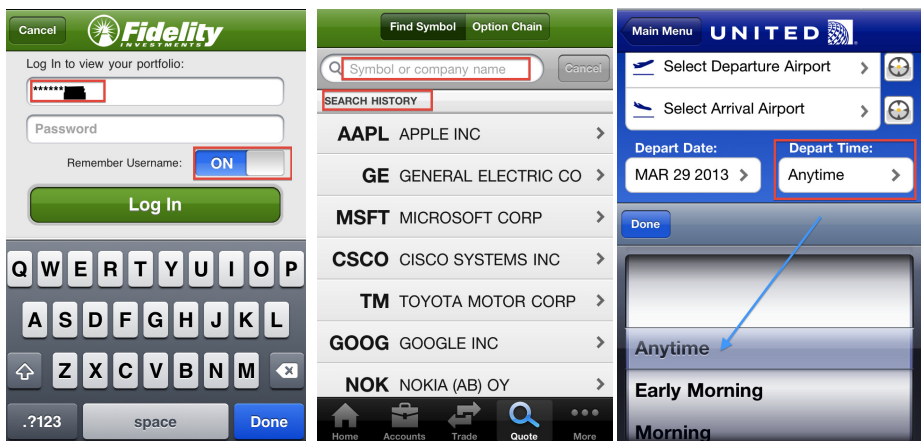 Cancel
Fidelity
INVESTMENTS
Log In to view your portfolio:
******
Password
Remember Username: ON
Log In
Q W E R T Y U I O P
A S D F G H J K L
Z X C V B N M
.?123 space Done
Find Symbol Option Chain
Symbol or company name Cancel
SEARCH HISTORY
AAPL APPLE INC
GE GENERAL ELECTRIC CO
MSFT MICROSOFT CORP
CSCO CISCO SYSTEMS INC
TM TOYOTA MOTOR CORP
GOOG GOOGLE INC
NOK NOKIA (AB) OY
Home Accounts Trade Quote More
Main Menu UNITED
Select Departure Airport
Select Arrival Airport
Depart Date: Depart Time:
MAR 29 2013 Anytime
Done
Anytime
Early Morning
Morning